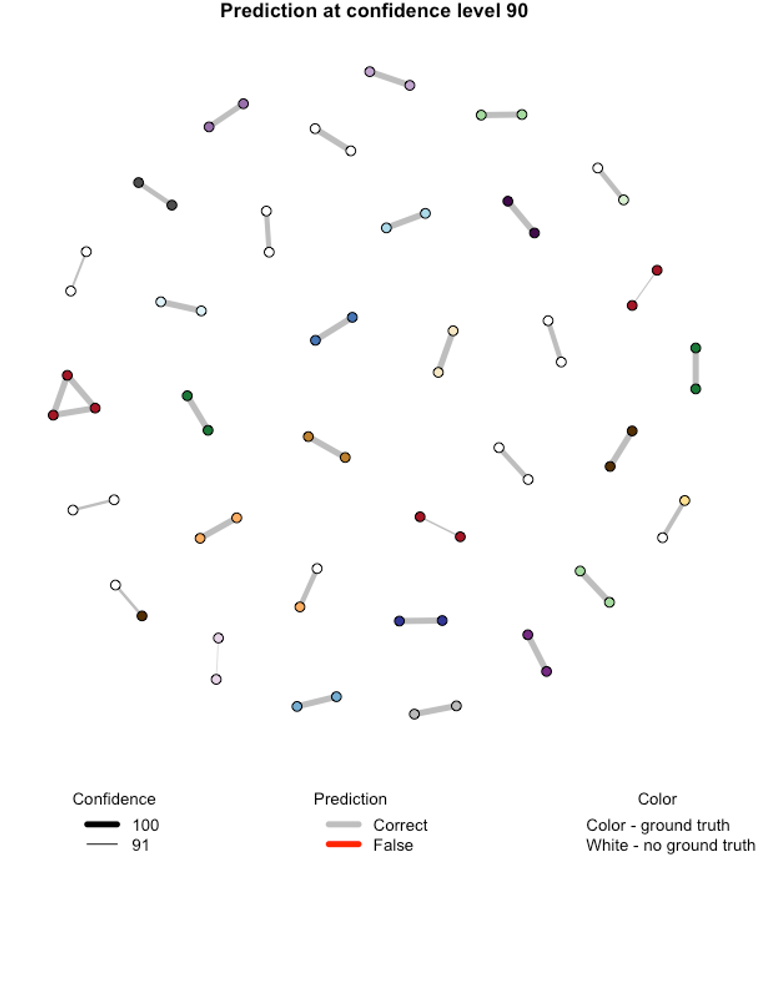 Prediction at confidence level 90
Confidence
100
91
Prediction
Correct
False
Color
Color - ground truth
White - no ground truth